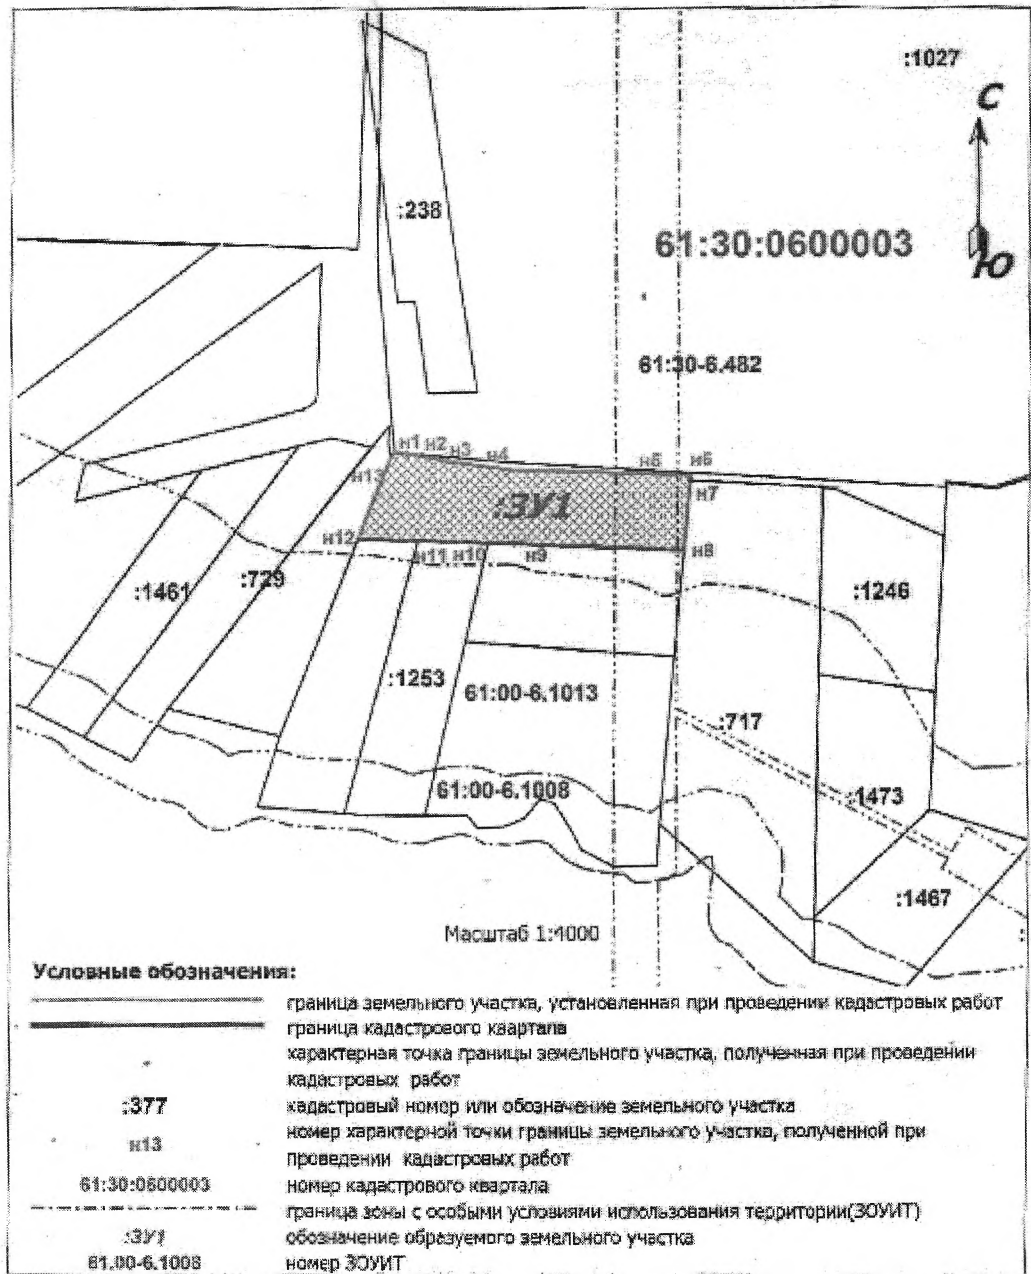 :1027
С
:238
61:30:0600003
Ю
61:30-6.482
н1 н2 н3 н4 н5 н6
н13 н7
:ЗУ1
н12 н11 н10 н9 н8
:1461 :729 :1246
:1253 61:00-6.1013
:717
61:00-6.1008 :1473
:1467
Масштаб 1:4000
Условные обозначения:
граница земельного участка, установленная при проведении кадастровых работ
граница кадастрового квартала
характерная точка границы земельного участка, полученная при проведении
кадастровых работ
:377 кадастровый номер или обозначение земельного участка
н13 номер характерной точки границы земельного участка, полученной при
проведении кадастровых работ
61:30:0600003 номер кадастрового квартала
граница зоны с особыми условиями использования территории(ЗОУИТ)
:ЗУ1 обозначение образуемого земельного участка
61.00-6.1008 номер ЗОУИТ